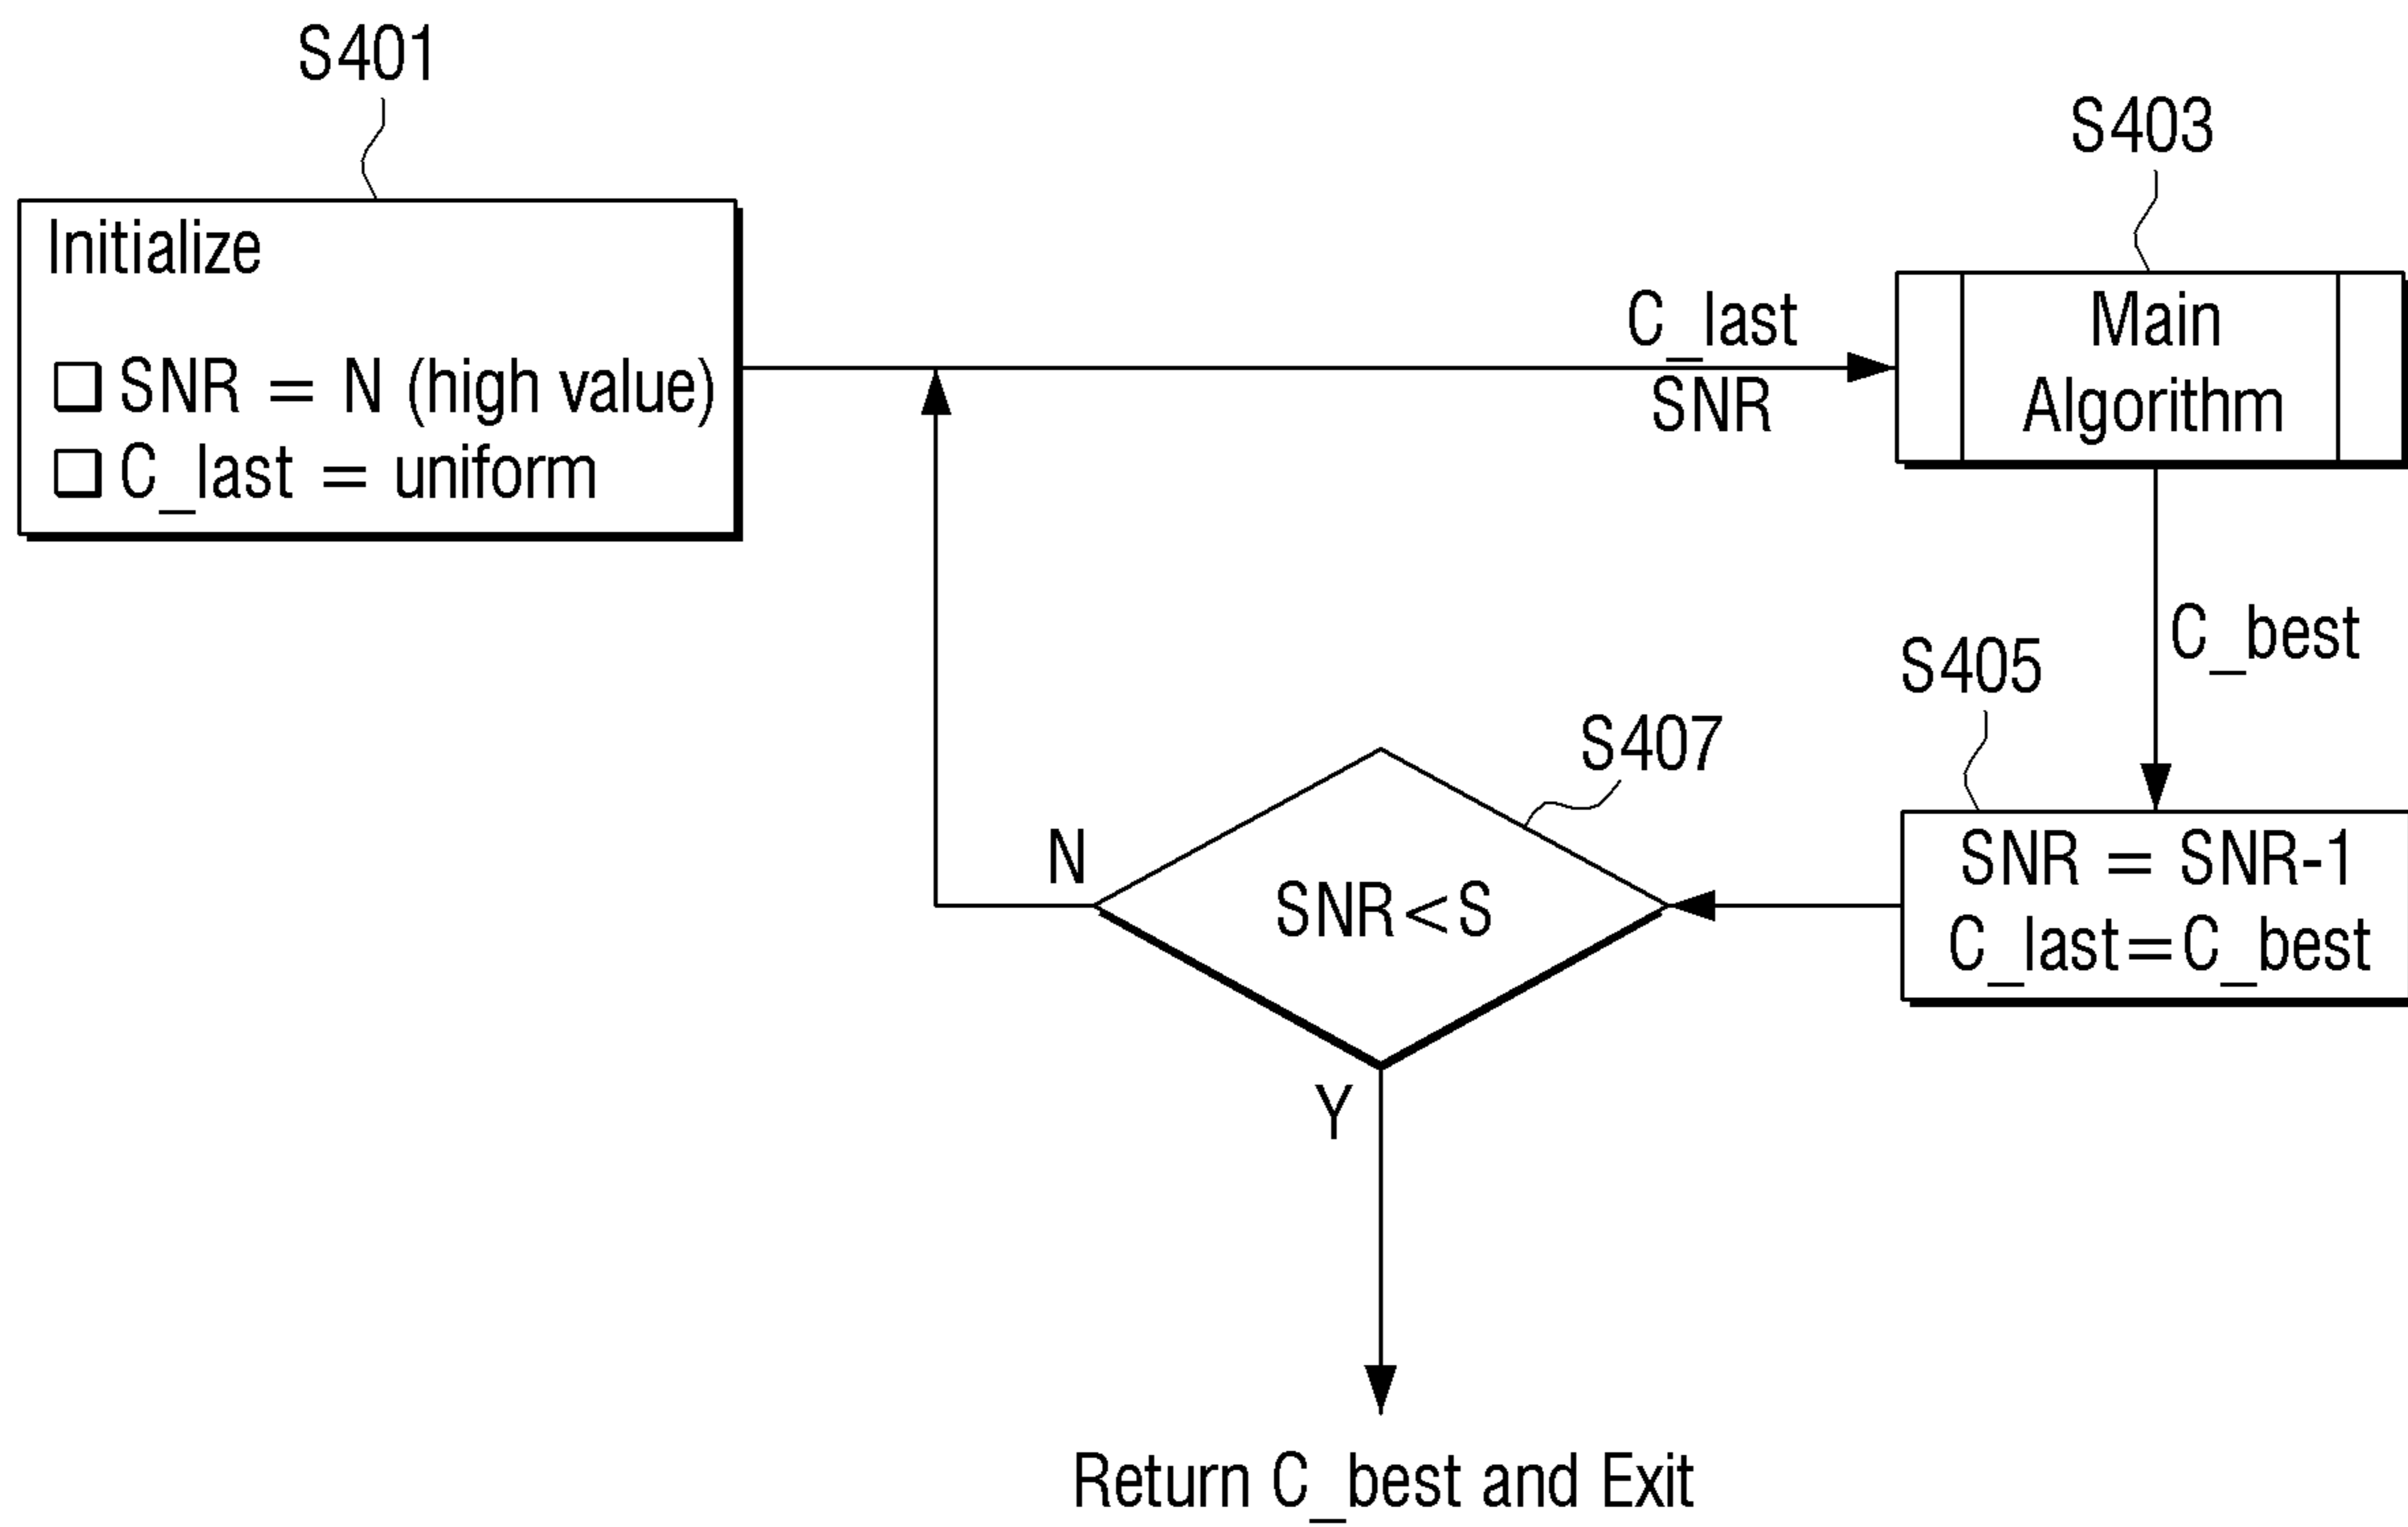 S401
Initialize
SNR = N (high value)
C_last = uniform
S403
C_last
SNR
Main
Algorithm
C_best
S405
SNR = SNR-1
C_last=C_best
S407
SNR<S
N
Y
Return C_best and Exit